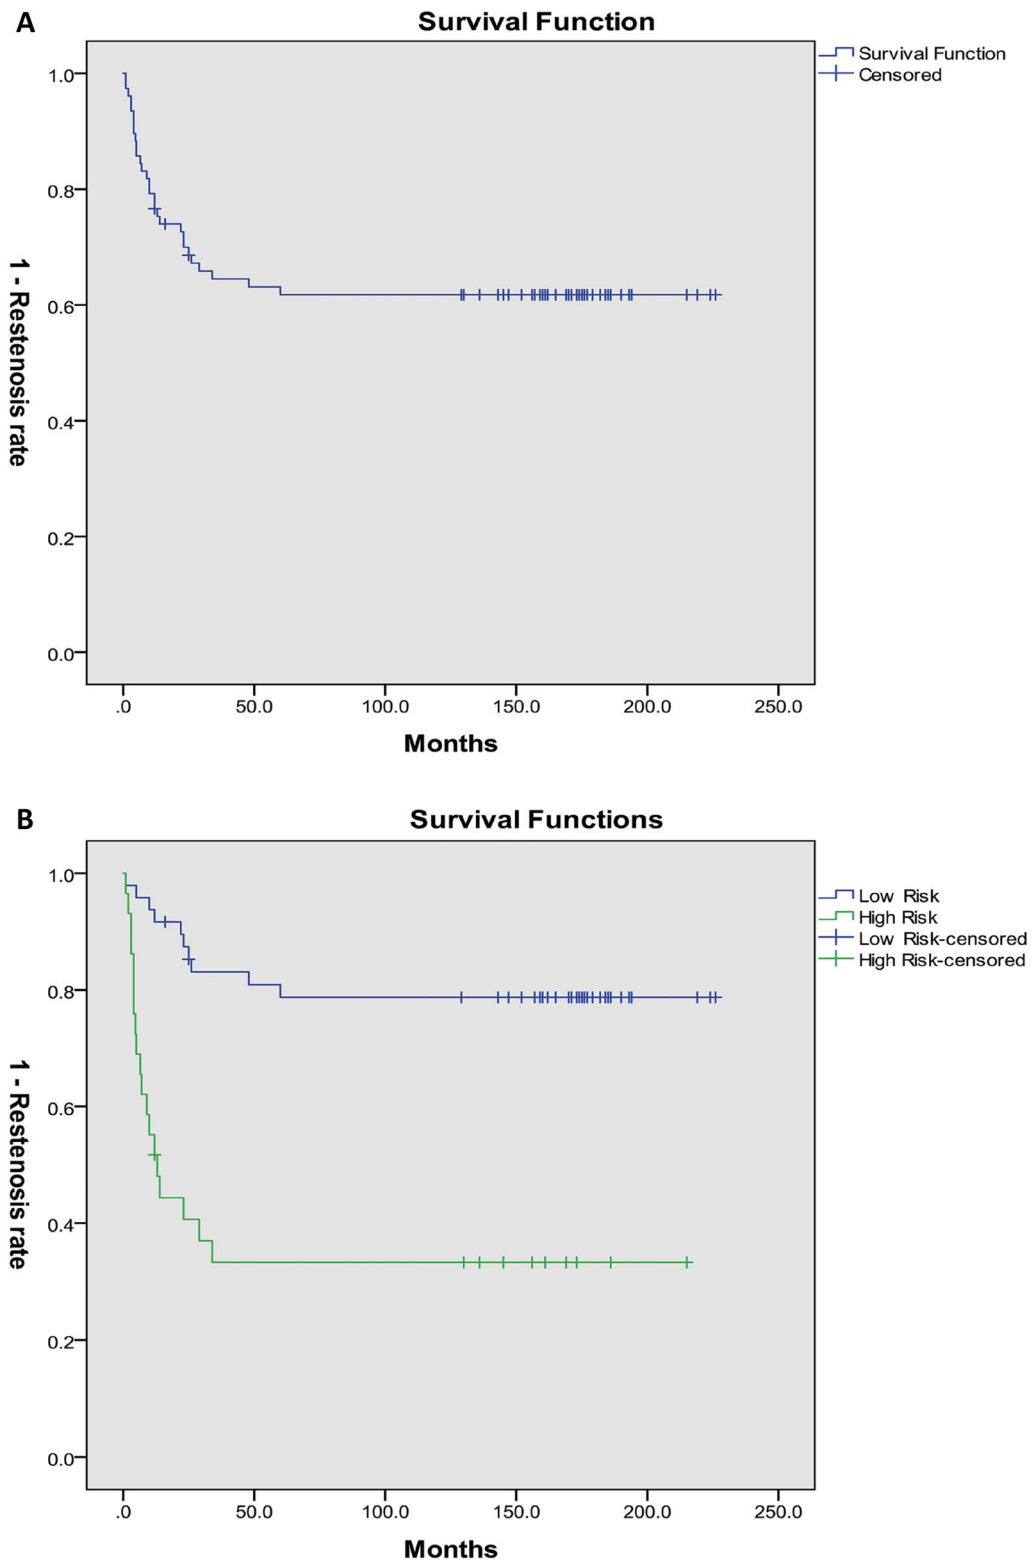 A
Survival Function
Survival Function
Censored
1.0
0.8
0.6
0.4
0.2
0.0
1 - Restenosis rate
.0 50.0 100.0 150.0 200.0 250.0
Months
B
Survival Functions
Low Risk
High Risk
Low Risk-censored
High Risk-censored
1.0
0.8
0.6
0.4
0.2
0.0
1 - Restenosis rate
.0 50.0 100.0 150.0 200.0 250.0
Months